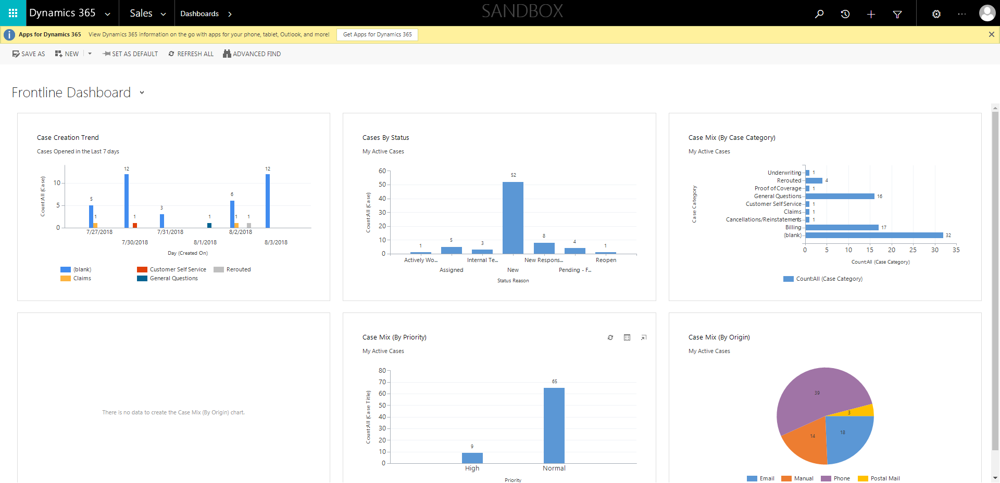 Dynamics 365 Sales Dashboards SANDBOX
Apps for Dynamics 365 View Dynamics 365 information on the go with apps for your phone, tablet, Outlook, and more! Get Apps for Dynamics 365
SAVE AS NEW SET AS DEFAULT REFRESH ALL ADVANCED FIND
Frontline Dashboard
Case Creation Trend
Cases Opened in the Last 7 days
Count:All (Case)
10
5
0
5
1
12
1
3
1
6
1
1
12
7/27/2018 7/31/2018 8/2/2018
7/30/2018 8/1/2018 8/3/2018
Day (Created On)
(blank) Customer Self Service Rerouted
Claims General Questions
Cases By Status
My Active Cases
Count:All (Case)
60
50
40
30
20
10
0
1
5
3
52
8
4
1
Actively Wo... Internal Te... New Respons... Reopen
Assigned New Pending - F...
Status Reason
Case Mix (By Case Category)
My Active Cases
Case Category
Underwriting 1
Rerouted 4
Proof of Coverage 1
General Questions 16
Customer Self Service 1
Claims 1
Cancellations/Reinstatements 1
Billing 17
(blank) 32
0 5 10 15 20 25 30 35
Count:All (Case Category)
Count:All (Case Category)
There is no data to create the Case Mix (By Origin) chart.
Case Mix (By Priority)
My Active Cases
Count:All (Case Title)
80
70
60
50
40
30
20
10
0
9
65
High Normal
Priority
Case Mix (By Origin)
My Active Cases
39
3
18
14
Email Manual Phone Postal Mail